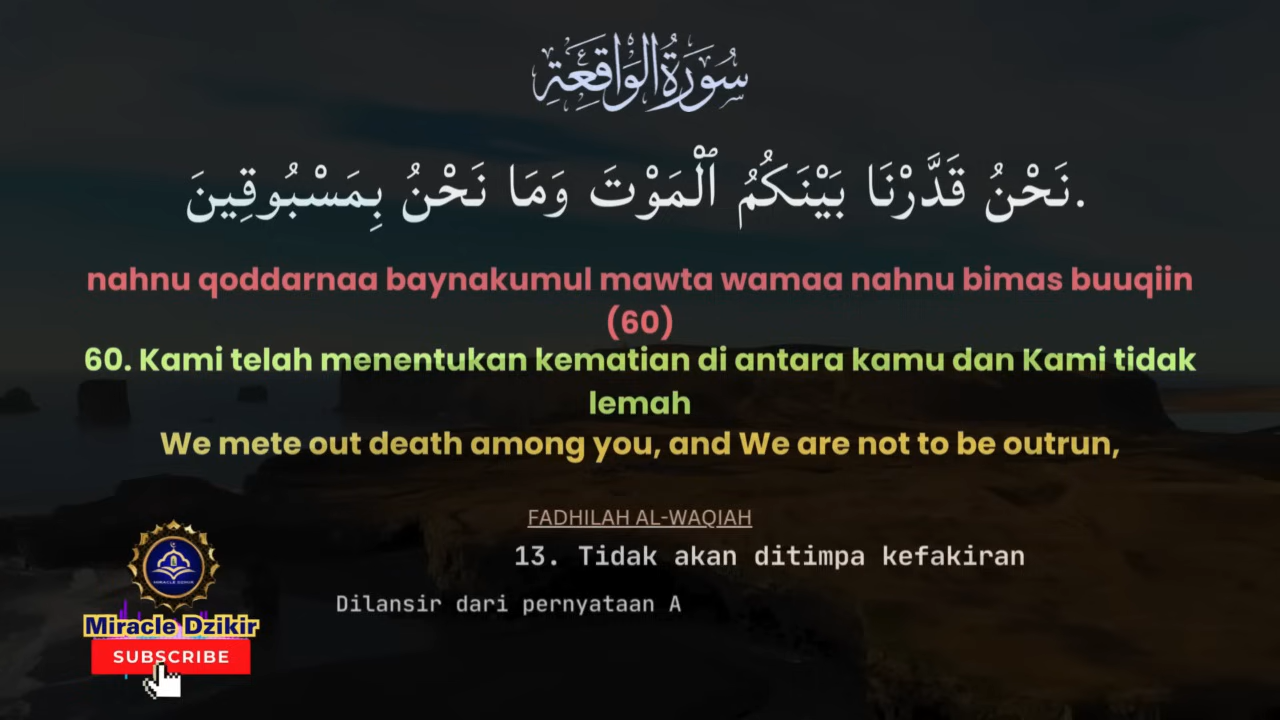 سُورَةُ الوَاقِعَةِ
نَحْنُ قَدَّرْنَا بَيْنَكُمُ ٱلْمَوْتَ وَمَا نَحْنُ بِمَسْبُوقِينَ.
nahnu qoddarnaa baynakumul mawta wamaa nahnu bimas buuqiin
(60)
60. Kami telah menentukan kematian di antara kamu dan Kami tidak
lemah
We mete out death among you, and We are not to be outrun,
FADHILAH AL-WAQIAH
13. Tidak akan ditimpa kefakiran
Dilansir dari pernyataan A
MIRACLE DZIKIR
Miracle Dzikir
SUBSCRIBE